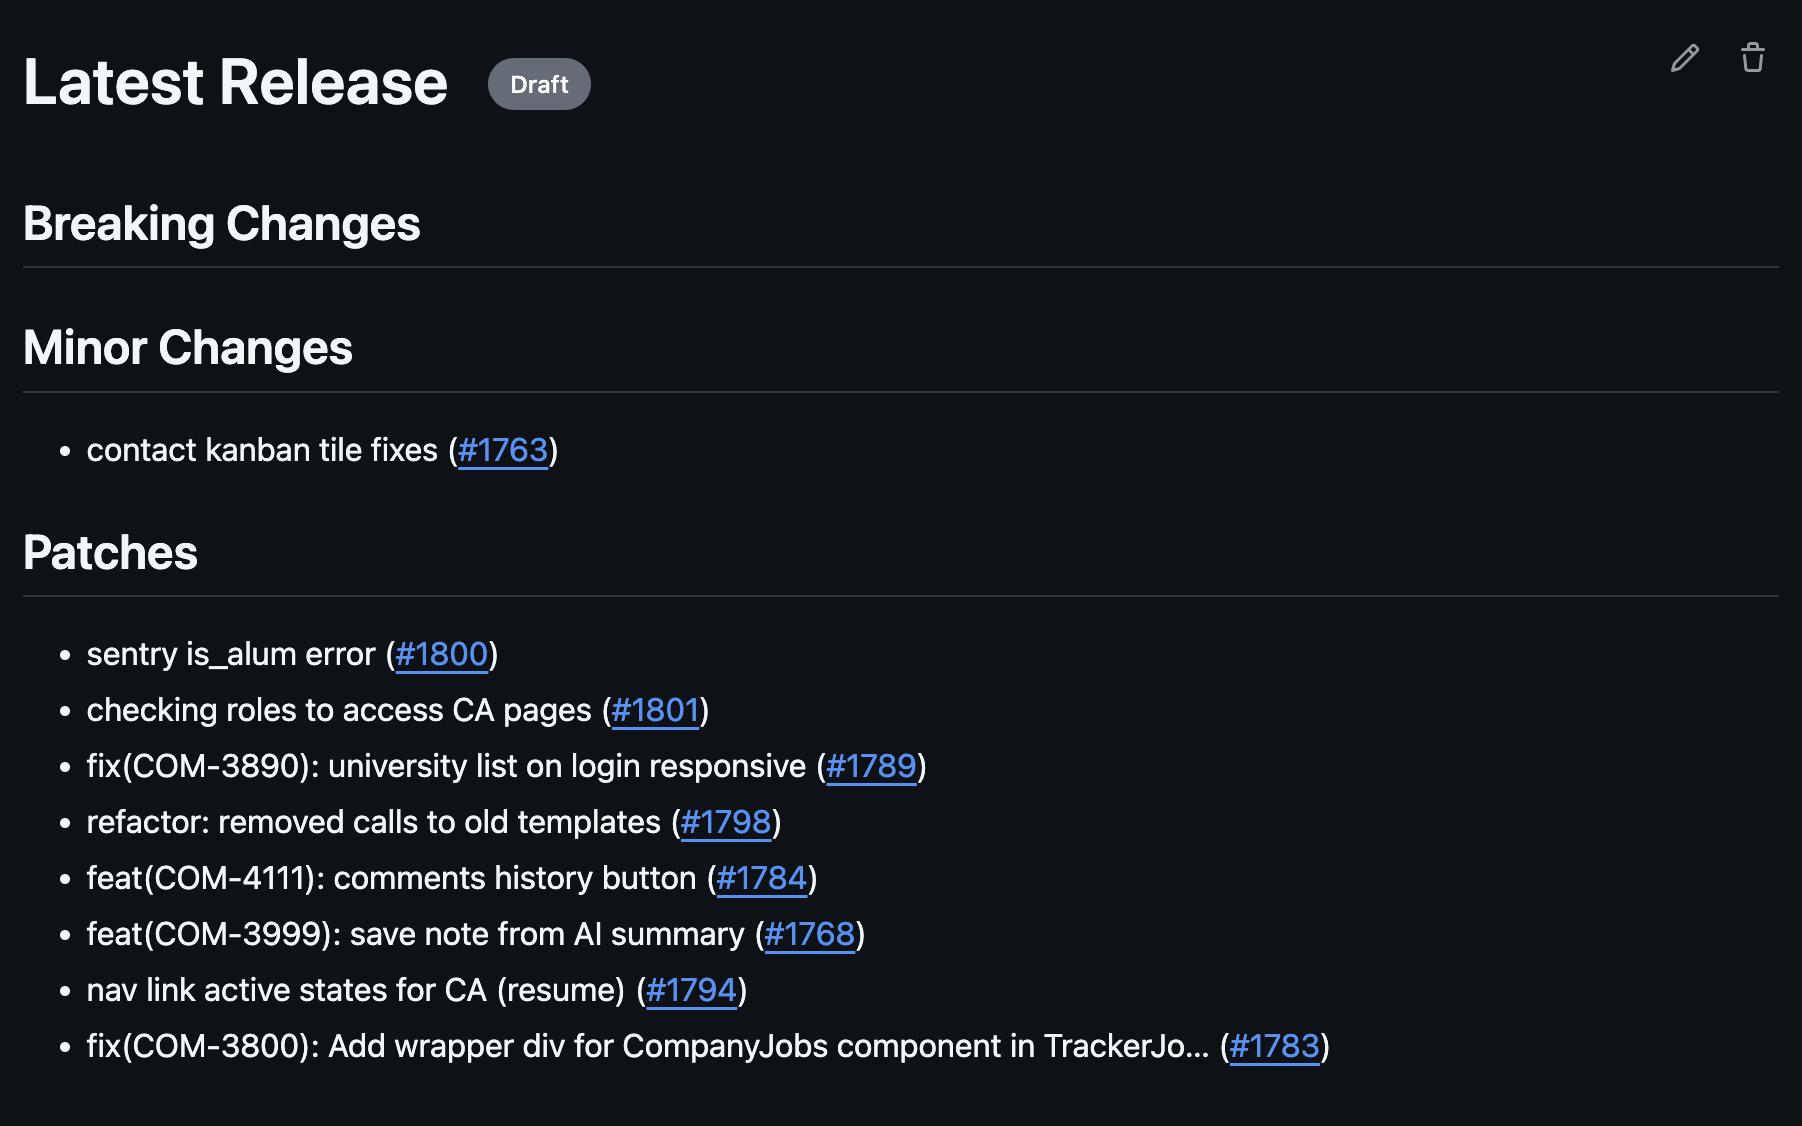 Latest Release Draft
Breaking Changes
Minor Changes
• contact kanban tile fixes (#1763)
Patches
• sentry is_alum error (#1800)
• checking roles to access CA pages (#1801)
• fix(COM-3890): university list on login responsive (#1789)
• refactor: removed calls to old templates (#1798)
• feat(COM-4111): comments history button (#1784)
• feat(COM-3999): save note from AI summary (#1768)
• nav link active states for CA (resume) (#1794)
• fix(COM-3800): Add wrapper div for CompanyJobs component in TrackerJo... (#1783)